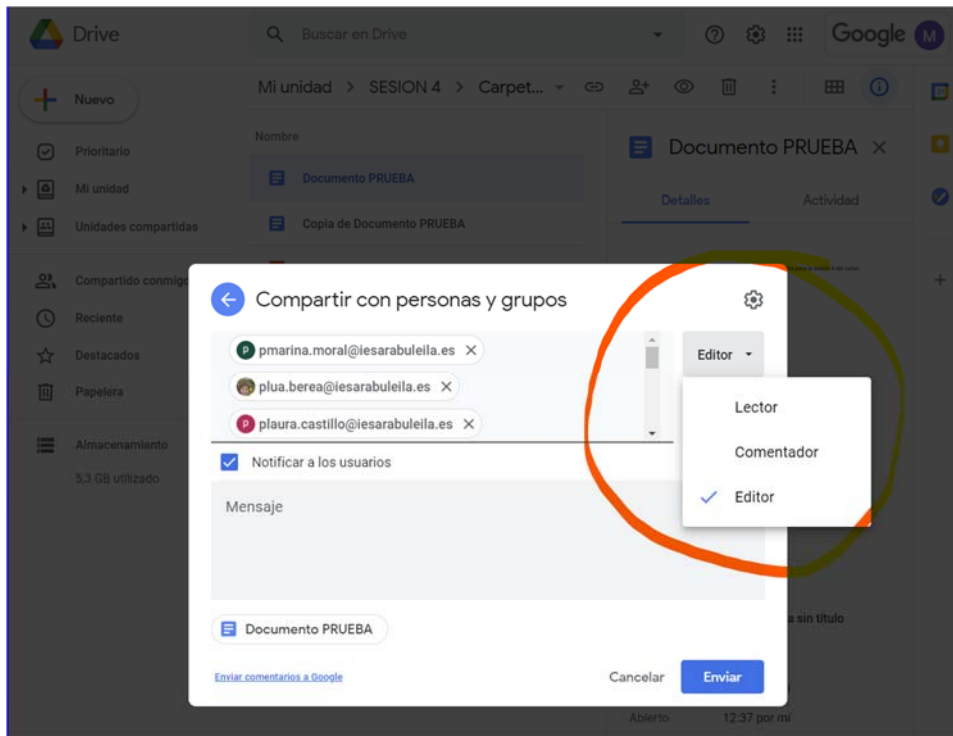 Drive
Buscar en Drive
Google M
Nuevo
Mi unidad > SESION 4 > Carpet...
Prioritario
Mi unidad
Unidades compartidas
Compartido conmigo
Reciente
Destacados
Papelera
Almacenamiento
5,3 GB utilizado
Nombre
Documento PRUEBA
Copia de Documento PRUEBA
Documento PRUEBA
Detalles
Actividad
Compartir con personas y grupos
P pmarina.moral@iesarabuleila.es
plua.berea@iesarabuleila.es
P plaura.castillo@iesarabuleila.es
Editor
Lector
Comentador
Editor
Notificar a los usuarios
Mensaje
Documento PRUEBA
Enviar comentarios a Google
Cancelar
Enviar
sin título
Abierto
12:37 por mí